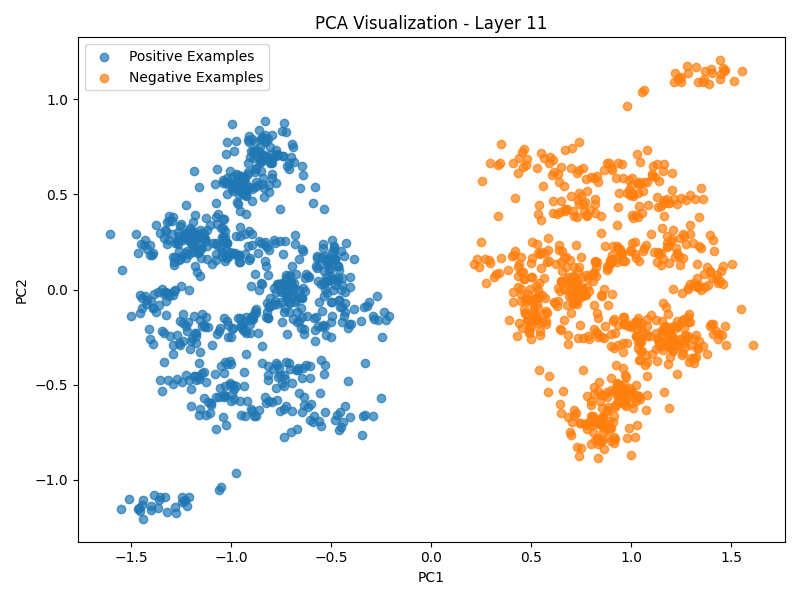 PCA Visualization - Layer 11
Positive Examples
Negative Examples
1.0
0.5
0.0
−0.5
−1.0
PC2
−1.5
−1.0
−0.5
0.0
0.5
1.0
1.5
PC1